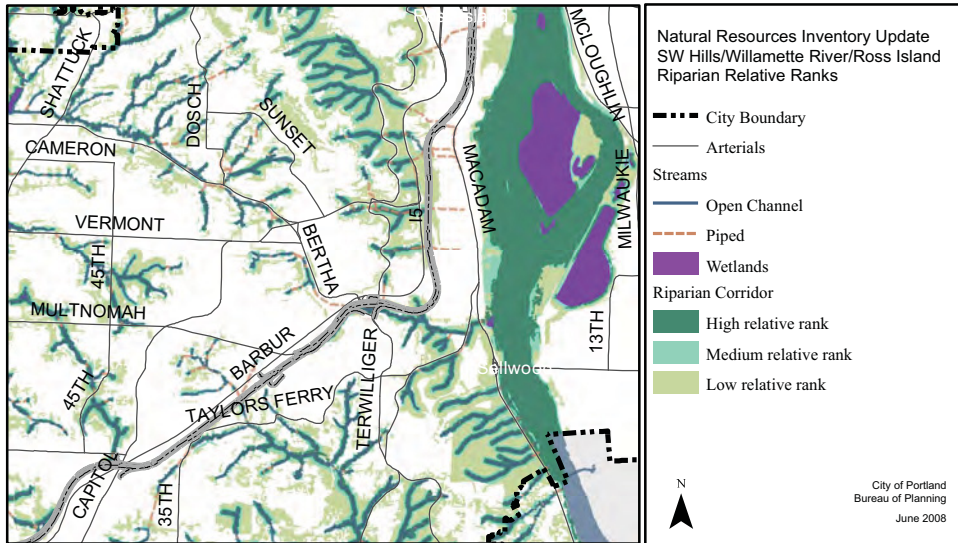 Ross Island
MCLOUGHLIN
SHATTUCK
DOSCH
SUNSET
CAMERON
MACADAM
MILWAUKIE
VERMONT
I5
BERTHA
45TH
MULTNOMAH
BARBUR
13TH
45TH
Sellwood
TAYLORS FERRY
TERWILLIGER
CAPITOL
35TH
Natural Resources Inventory Update
SW Hills/Willamette River/Ross Island
Riparian Relative Ranks
City Boundary
Arterials
Streams
Open Channel
Piped
Wetlands
Riparian Corridor
High relative rank
Medium relative rank
Low relative rank
N
City of Portland
Bureau of Planning
June 2008